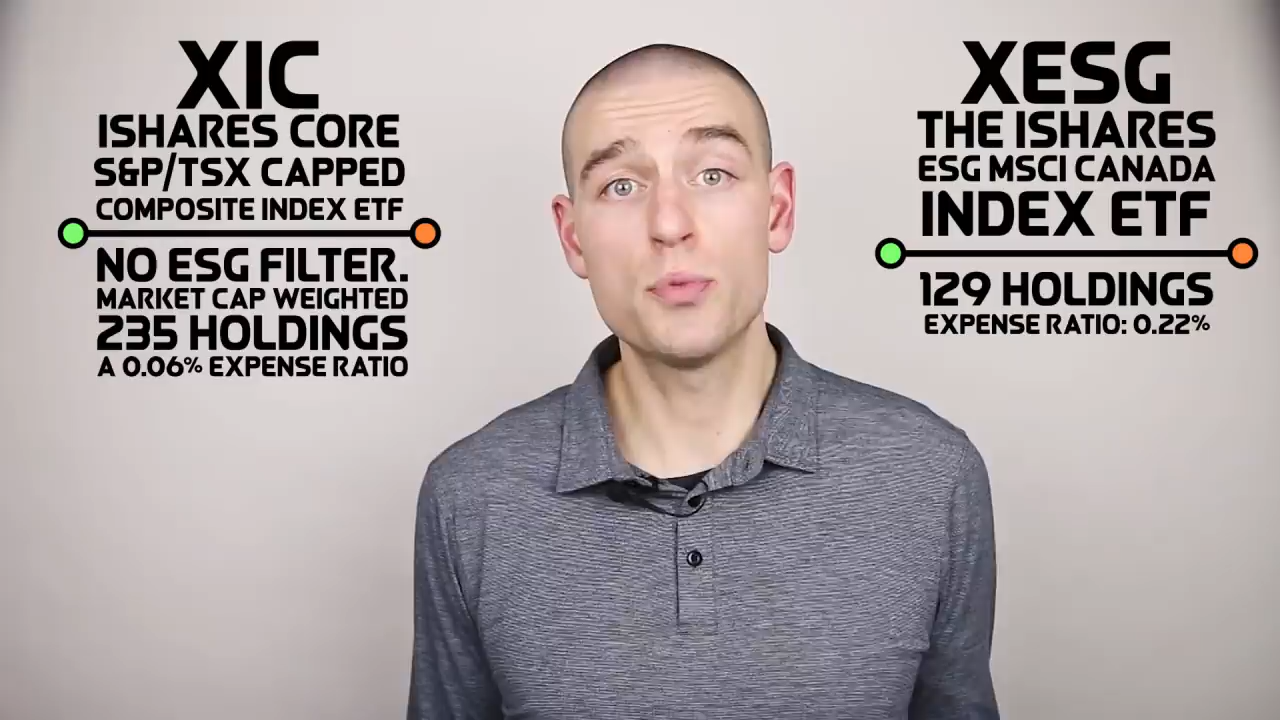 XIC
ISHARES CORE
S&P/TSX CAPPED
COMPOSITE INDEX ETF
NO ESG FILTER.
MARKET CAP WEIGHTED
235 HOLDINGS
A 0.06% EXPENSE RATIO
XESG
THE ISHARES
ESG MSCI CANADA
INDEX ETF
129 HOLDINGS
EXPENSE RATIO: 0.22%